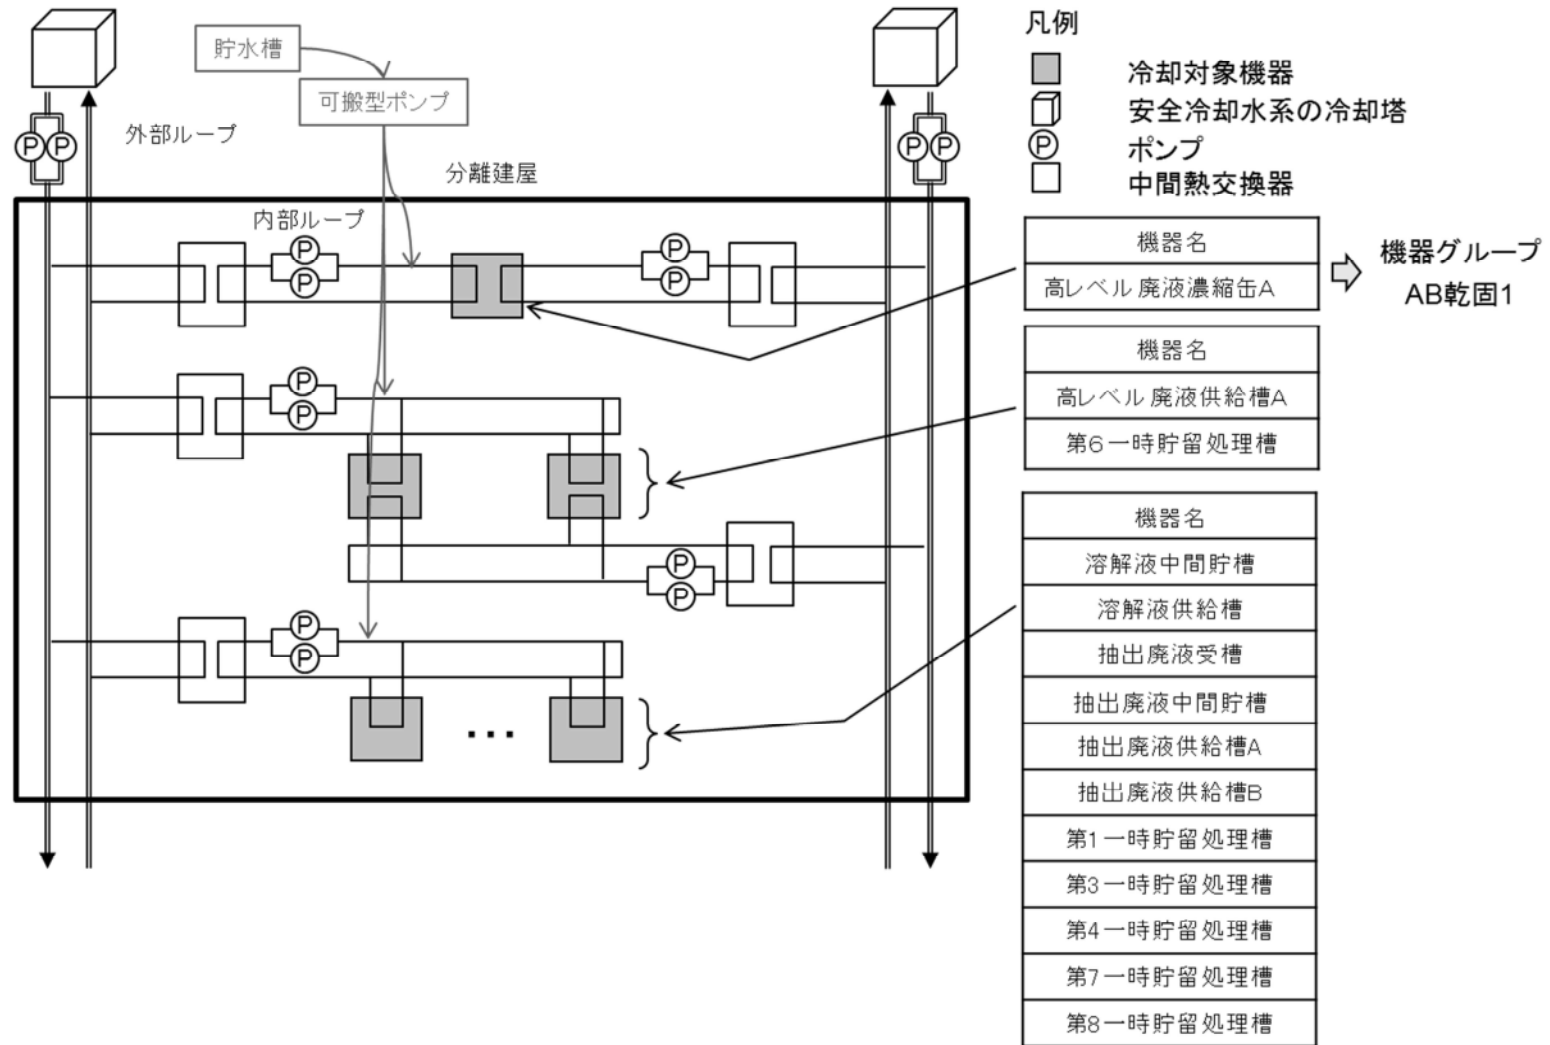 貯水槽
可搬型ポンプ
外部ループ
分離建屋
内部ループ
P P
P P
P
P
P
P
P
P
P
P
P
P
凡例
冷却対象機器
安全冷却水系の冷却塔
P ポンプ
中間熱交換器
機器名
高レベル廃液濃縮缶A
機器グループ
AB乾固1
機器名
高レベル廃液供給槽A
第6一時貯留処理槽
機器名
溶解液中間貯槽
溶解液供給槽
抽出廃液受槽
抽出廃液中間貯槽
抽出廃液供給槽A
抽出廃液供給槽B
第1一時貯留処理槽
第3一時貯留処理槽
第4一時貯留処理槽
第7一時貯留処理槽
第8一時貯留処理槽
…